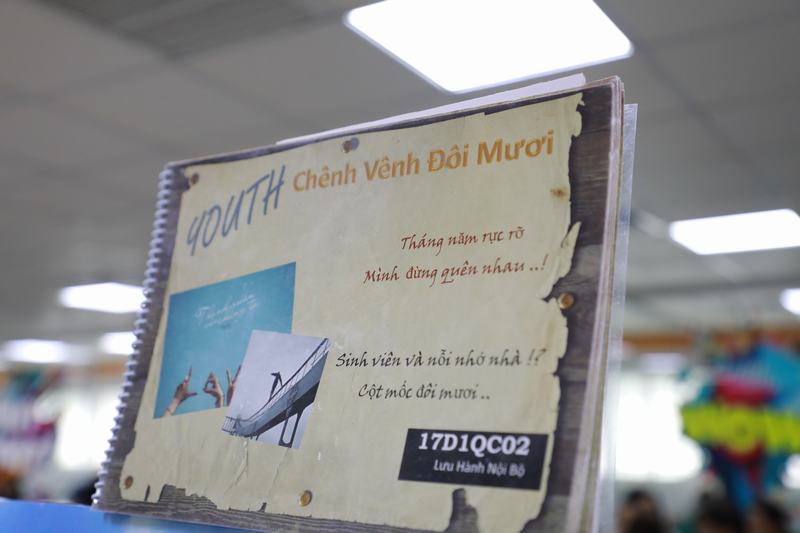 YOUTH Chênh Vênh Đôi Mươi
Tháng năm rực rỡ
Mình đừng quên nhau ..!
Sinh viên và nỗi nhớ nhà !?
Cột mốc đôi mươi ..
17D1QC02
Lưu Hành Nội Bộ